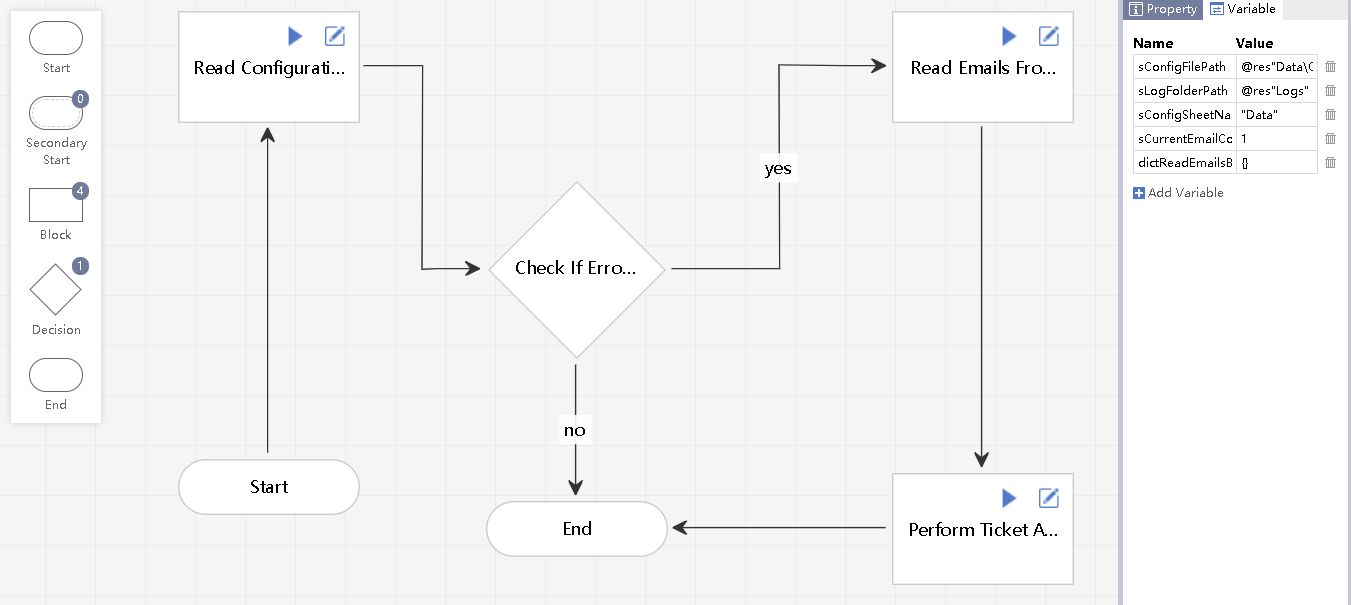 Start
0
Secondary
Start
4
Block
1
Decision
End
Read Configurati...
Check If Erro...
yes
no
Start
End
Read Emails Fro...
Perform Ticket A...
Property
Variable
Name Value
sConfigFilePath @res"Data\
sLogFolderPath @res"Logs"
sConfigSheetNa "Data"
sCurrentEmailCo 1
dictReadEmailsB {}
Add Variable